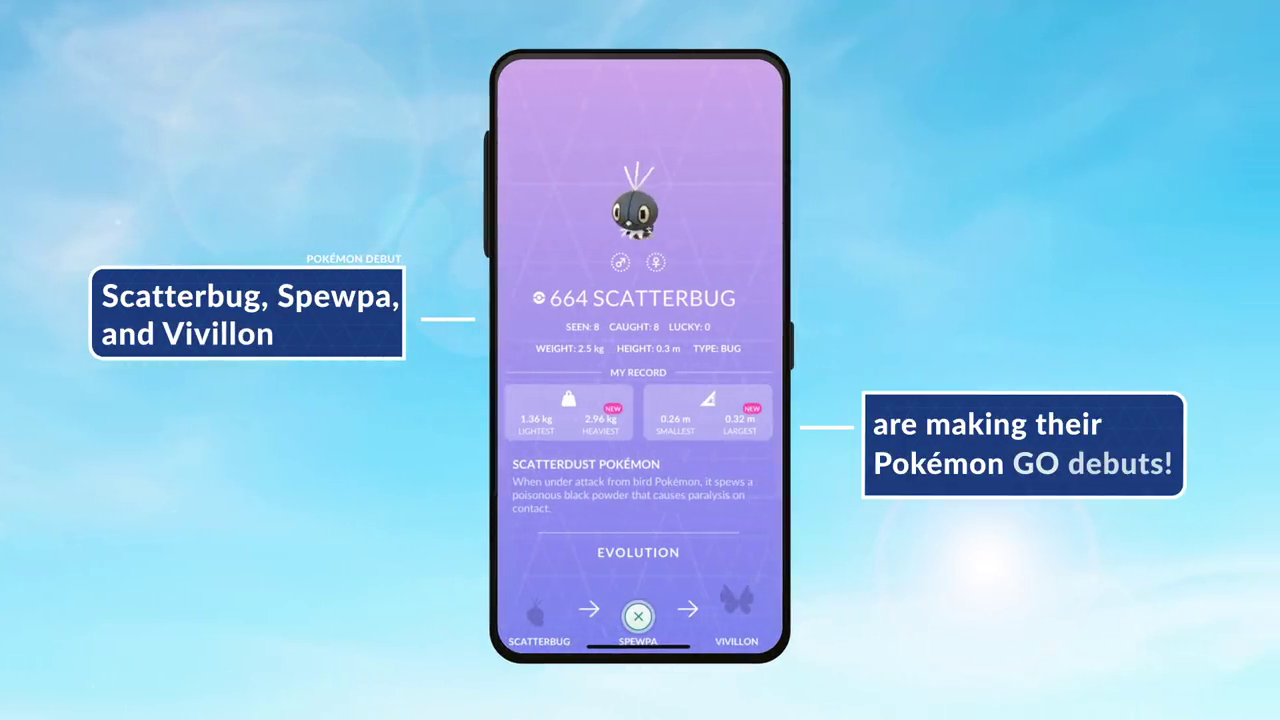 POKÉMON DEBUT
Scatterbug, Spewpa,
and Vivillon
664 SCATTERBUG
SEEN: 8 CAUGHT: 8 LUCKY: 0
WEIGHT: 2.5 kg HEIGHT: 0.3 m TYPE: BUG
MY RECORD
NEW NEW
1.36 kg 2.96 kg 0.26 m 0.32 m
LIGHTEST HEAVIEST SMALLEST LARGEST
SCATTERDUST POKÉMON
When under attack from bird Pokémon, it spews a
poisonous black powder that causes paralysis on
contact.
EVOLUTION
SCATTERBUG SPEWPA VIVILLON
are making their
Pokémon GO debuts!